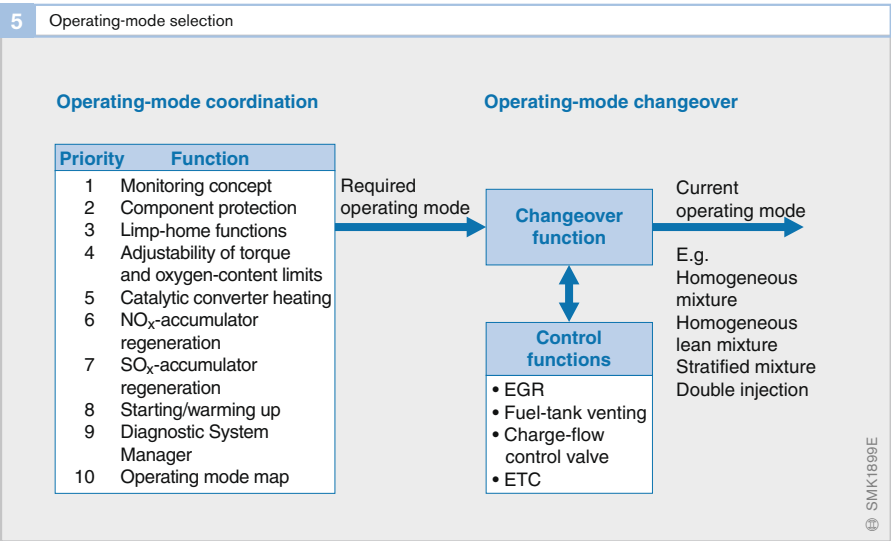 5
Operating-mode selection
Operating-mode coordination
Priority Function
1 Monitoring concept
2 Component protection
3 Limp-home functions
4 Adjustability of torque
and oxygen-content limits
5 Catalytic converter heating
6 NOx-accumulator
regeneration
7 SOx-accumulator
regeneration
8 Starting/warming up
9 Diagnostic System
Manager
10 Operating mode map
Required
operating mode
Operating-mode changeover
Changeover
function
Control
functions
• EGR
• Fuel-tank venting
• Charge-flow
control valve
• ETC
Current
operating mode
E.g.
Homogeneous
mixture
Homogeneous
lean mixture
Stratified mixture
Double injection
SMK1899E